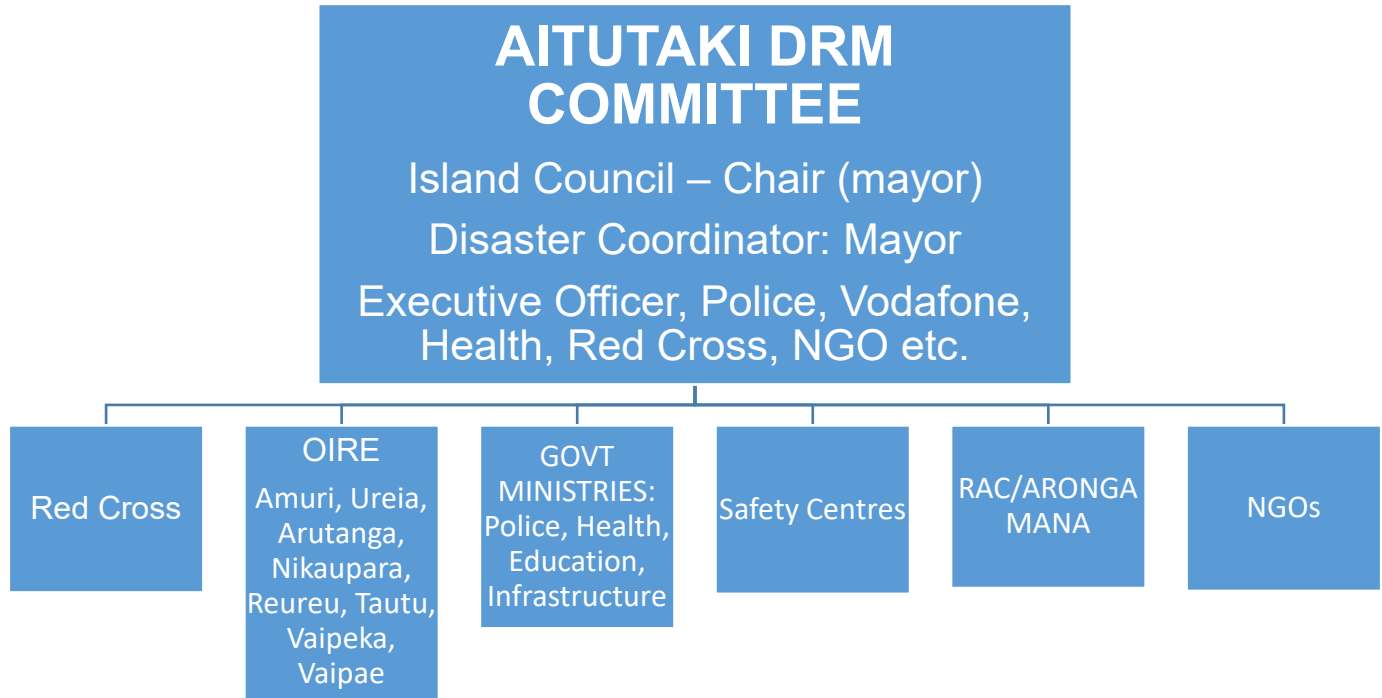 AITUTAKI DRM
COMMITTEE
Island Council – Chair (mayor)
Disaster Coordinator: Mayor
Executive Officer, Police, Vodafone,
Health, Red Cross, NGO etc.
Red Cross
OIRE
Amuri, Ureia,
Arutanga,
Nikaupara,
Reureu, Tautu,
Vaipeka,
Vaipae
GOVT
MINISTRIES:
Police, Health,
Education,
Infrastructure
Safety Centres
RAC/ARONGA
MANA
NGOs